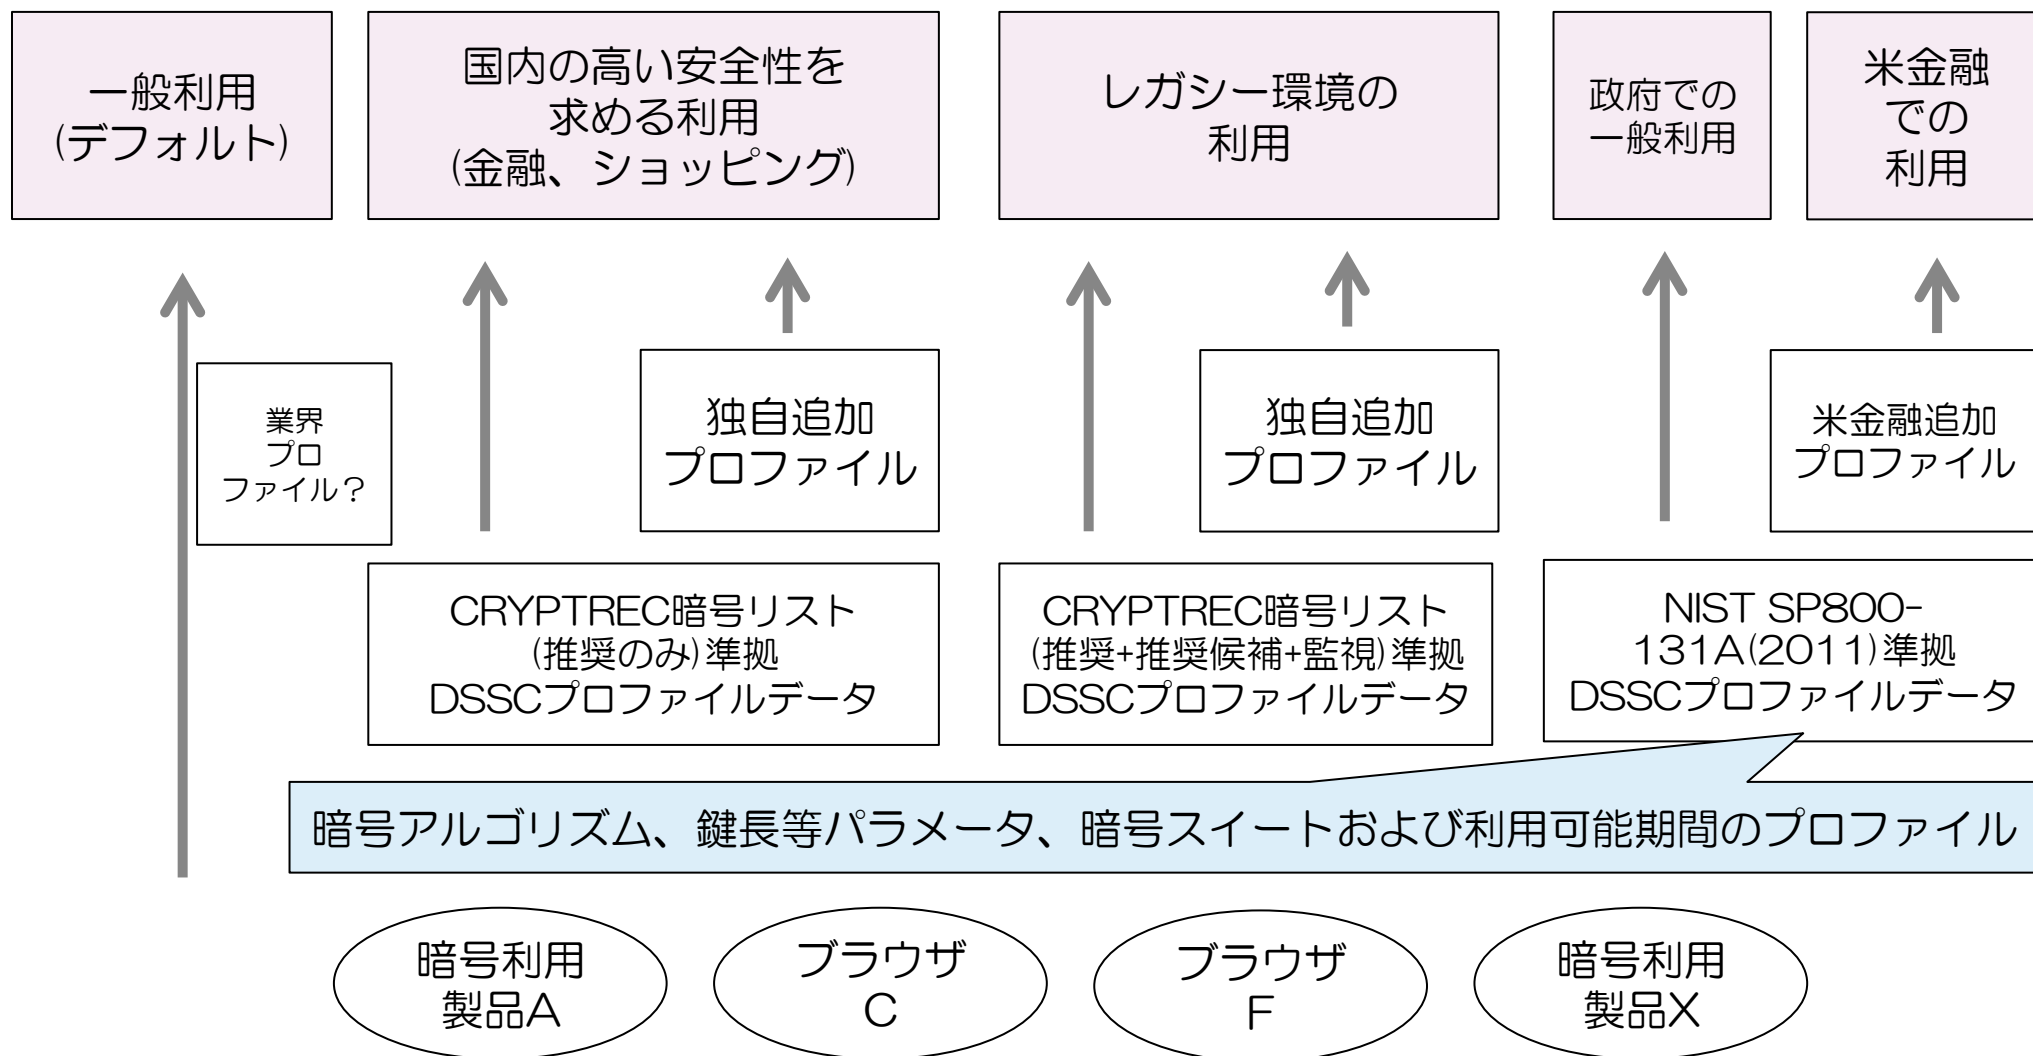 一般利用
(デフォルト)
国内の高い安全性を
求める利用
(金融、ショッピング)
レガシー環境の
利用
政府での
一般利用
米金融
での
利用
業界
プロ
ファイル？
独自追加
プロファイル
独自追加
プロファイル
米金融追加
プロファイル
CRYPTREC暗号リスト
(推奨のみ)準拠
DSSCプロファイルデータ
CRYPTREC暗号リスト
(推奨+推奨候補+監視)準拠
DSSCプロファイルデータ
NIST SP800-
131A(2011)準拠
DSSCプロファイルデータ
暗号アルゴリズム、鍵長等パラメータ、暗号スイートおよび利用可能期間のプロファイル
暗号利用
製品A
ブラウザ
C
ブラウザ
F
暗号利用
製品X